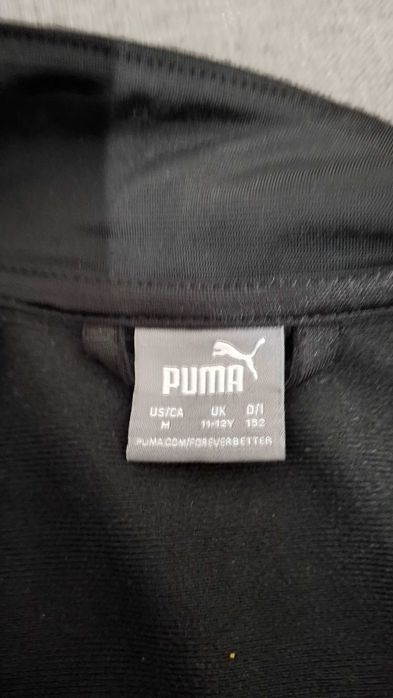 PUMA
US/CA UK D/I
M 11-12Y 152
PUMA.COM/FOREVERBETTER